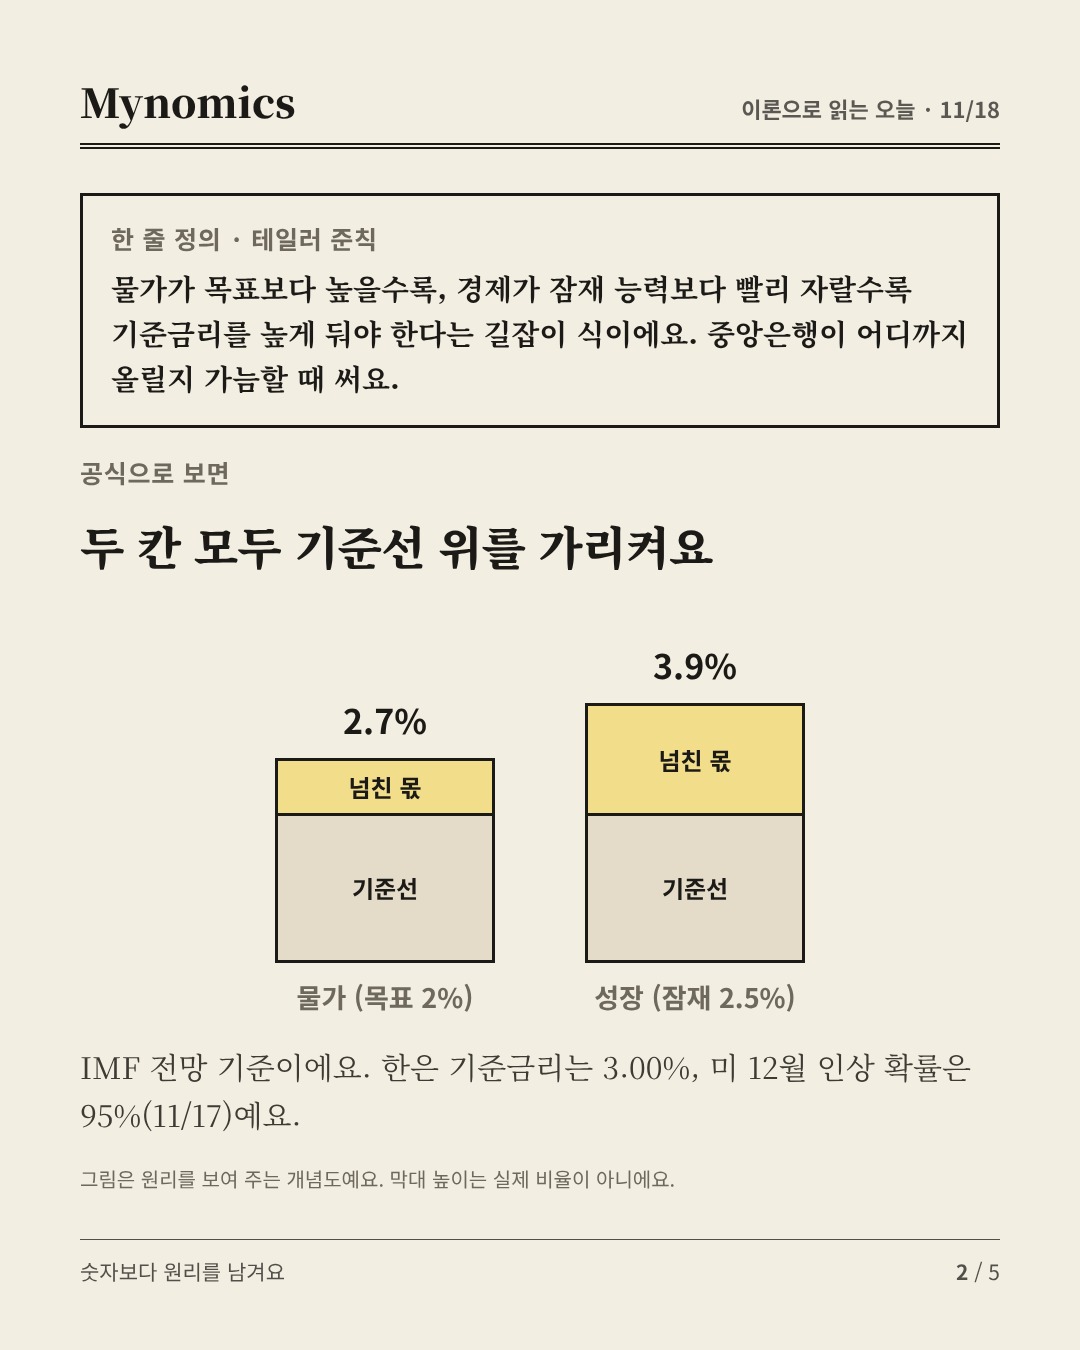 Mynomics
이론으로 읽는 오늘 · 11/18
한 줄 정의 · 테일러 준칙
물가가 목표보다 높을수록, 경제가 잠재 능력보다 빨리 자랄수록
기준금리를 높게 둬야 한다는 길잡이 식이에요. 중앙은행이 어디까지
올릴지 가늠할 때 써요.
공식으로 보면
두 칸 모두 기준선 위를 가리켜요
3.9%
2.7%
넘친 몫
넘친 몫
기준선
기준선
물가 (목표 2%)
성장 (잠재 2.5%)
IMF 전망 기준이에요. 한은 기준금리는 3.00%, 미 12월 인상 확률은
95%(11/17)예요.
그림은 원리를 보여 주는 개념도예요. 막대 높이는 실제 비율이 아니에요.
숫자보다 원리를 남겨요
2 / 5